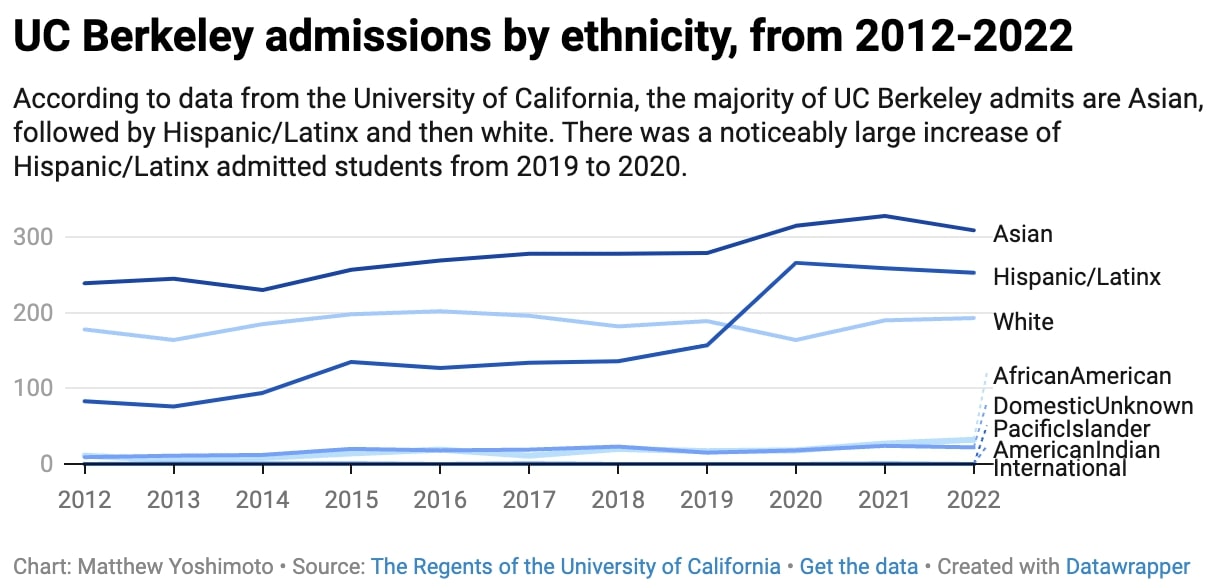 UC Berkeley admissions by ethnicity, from 2012-2022
According to data from the University of California, the majority of UC Berkeley admits are Asian,
followed by Hispanic/Latinx and then white. There was a noticeably large increase of
Hispanic/Latinx admitted students from 2019 to 2020.
300
200
100
0
Asian
Hispanic/Latinx
White
AfricanAmerican
DomesticUnknown
PacificIslander
AmericanIndian
International
2012 2013 2014 2015 2016 2017 2018 2019 2020 2021 2022
Chart: Matthew Yoshimoto • Source: The Regents of the University of California • Get the data • Created with Datawrapper